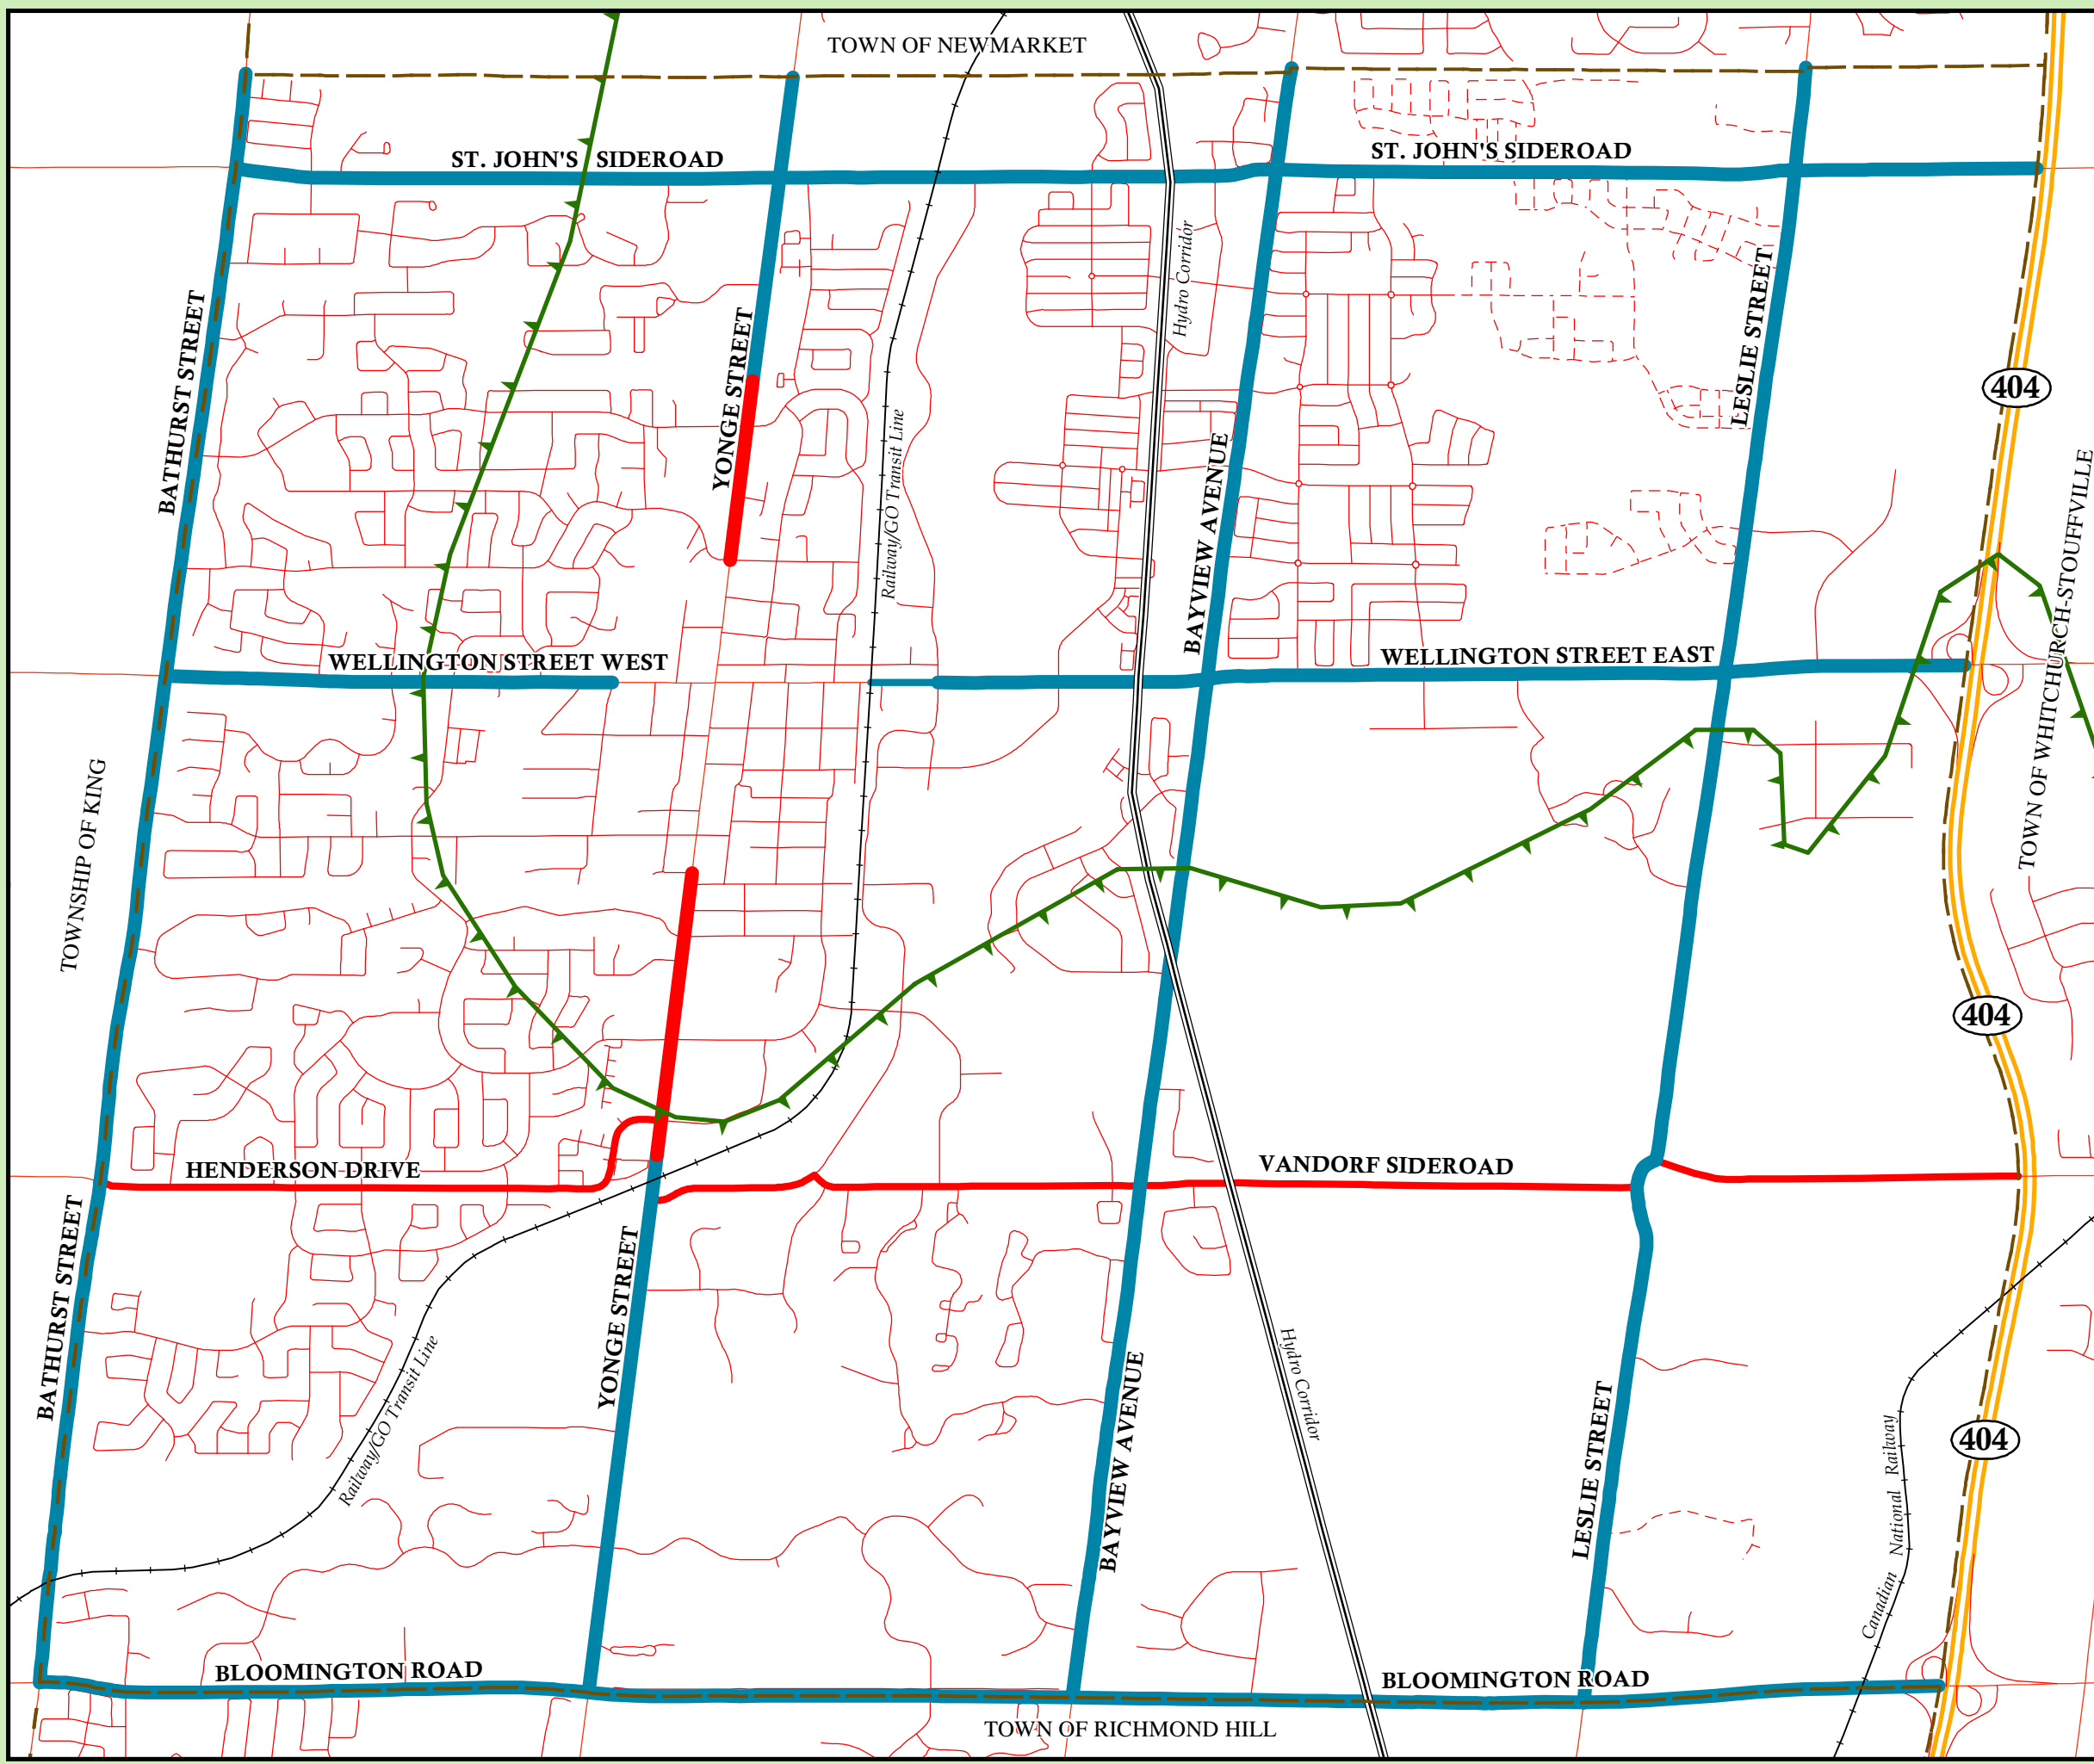 TOWN OF NEWMARKET
ST. JOHN'S SIDEROAD
ST. JOHN'S SIDEROAD
Hydro Corridor
BATHURST STREET
YONGE STREET
LESLIE STREET
404
Railway/GO Transit Line
BAYVIEW AVENUE
TOWN OF WHITCHURCH-STOUFFVILLE
WELLINGTON STREET WEST
WELLINGTON STREET EAST
TOWNSHIP OF KING
404
HENDERSON DRIVE
VANDORF SIDEROAD
BATHURST STREET
YONGE STREET
Railway/GO Transit Line
BAYVIEW AVENUE
Hydro Corridor
LESLIE STREET
404
Canadian National Railway
BLOOMINGTON ROAD
BLOOMINGTON ROAD
TOWN OF RICHMOND HILL